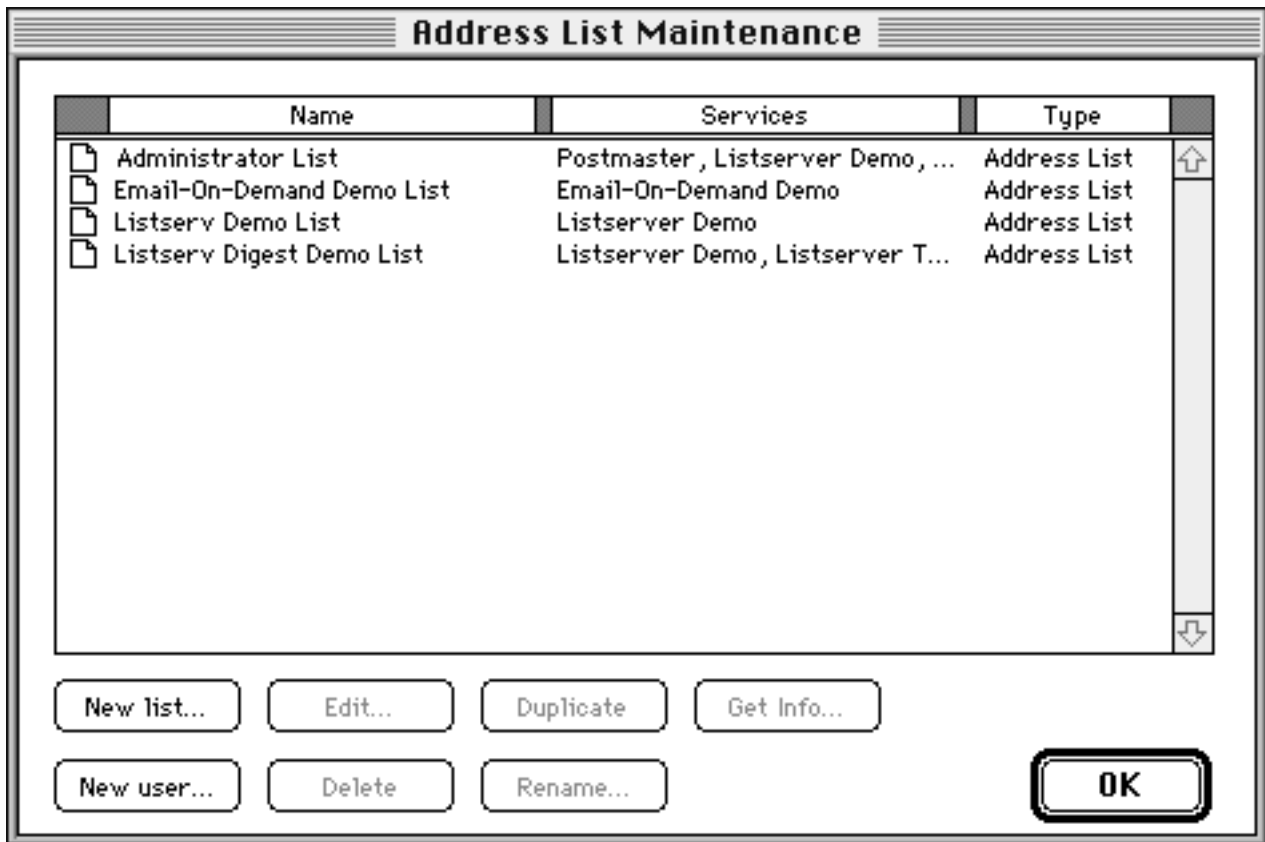 Address List Maintenance
Name Services Type
Administrator List Postmaster, Listserver Demo, ... Address List
Email-On-Demand Demo List Email-On-Demand Demo Address List
Listserv Demo List Listserver Demo Address List
Listserv Digest Demo List Listserver Demo, Listserver T... Address List
New list... Edit... Duplicate Get Info...
New user... Delete Rename... OK